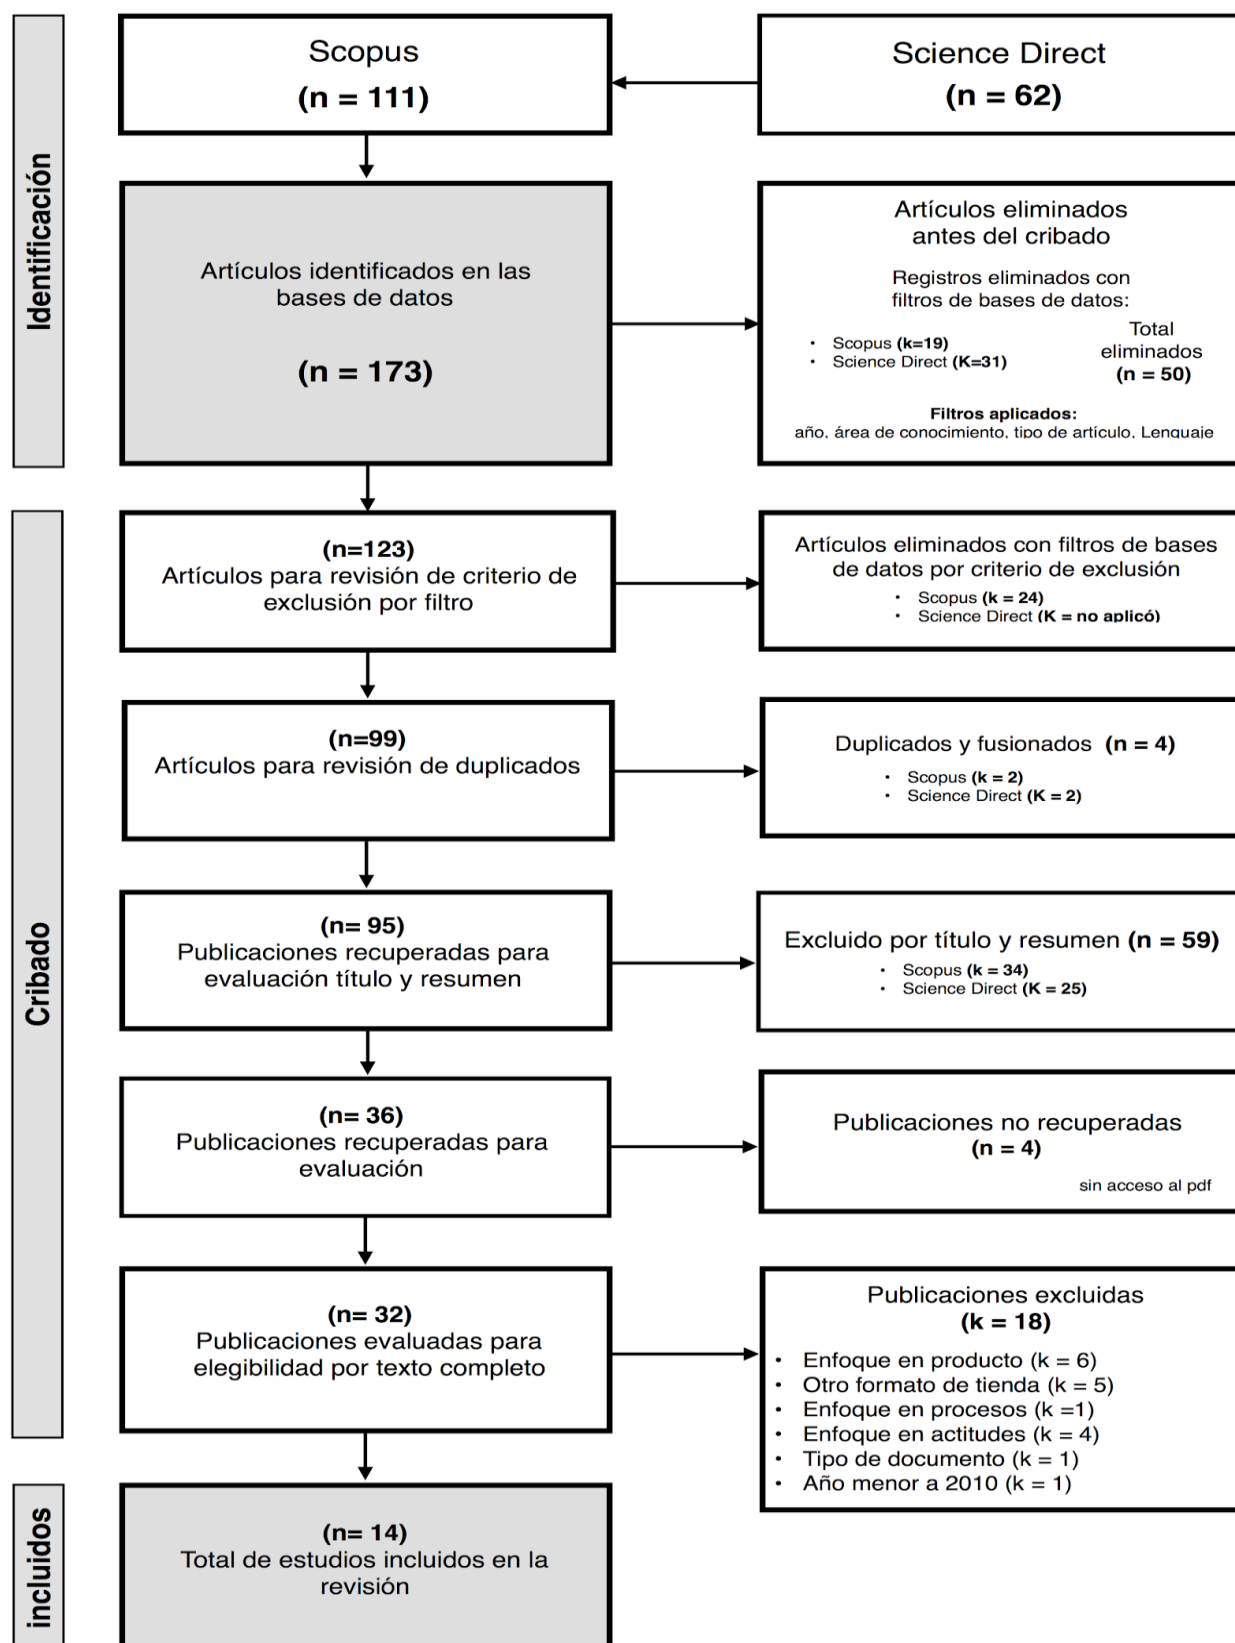 Identificación
Scopus
(n = 111)
Science Direct
(n = 62)
Artículos identificados en las
bases de datos
(n = 173)
Artículos eliminados
antes del cribado
Registros eliminados con
filtros de bases de datos:
• Scopus (k=19)
• Science Direct (K=31)
Total
eliminados
(n = 50)
Filtros aplicados:
año, área de conocimiento, tipo de artículo, Lenguaje
Cribado
(n=123)
Artículos para revisión de criterio de
exclusión por filtro
Artículos eliminados con filtros de bases
de datos por criterio de exclusión
• Scopus (k = 24)
• Science Direct (K = no aplicó)
(n=99)
Artículos para revisión de duplicados
Duplicados y fusionados (n = 4)
• Scopus (k = 2)
• Science Direct (K = 2)
(n= 95)
Publicaciones recuperadas para
evaluación título y resumen
Excluido por título y resumen (n = 59)
• Scopus (k = 34)
• Science Direct (K = 25)
(n= 36)
Publicaciones recuperadas para
evaluación
Publicaciones no recuperadas
(n = 4)
sin acceso al pdf
(n= 32)
Publicaciones evaluadas para
elegibilidad por texto completo
Publicaciones excluidas
(k = 18)
• Enfoque en producto (k = 6)
• Otro formato de tienda (k = 5)
• Enfoque en procesos (k =1)
• Enfoque en actitudes (k = 4)
• Tipo de documento (k = 1)
• Año menor a 2010 (k = 1)
incluidos
(n= 14)
Total de estudios incluidos en la
revisión